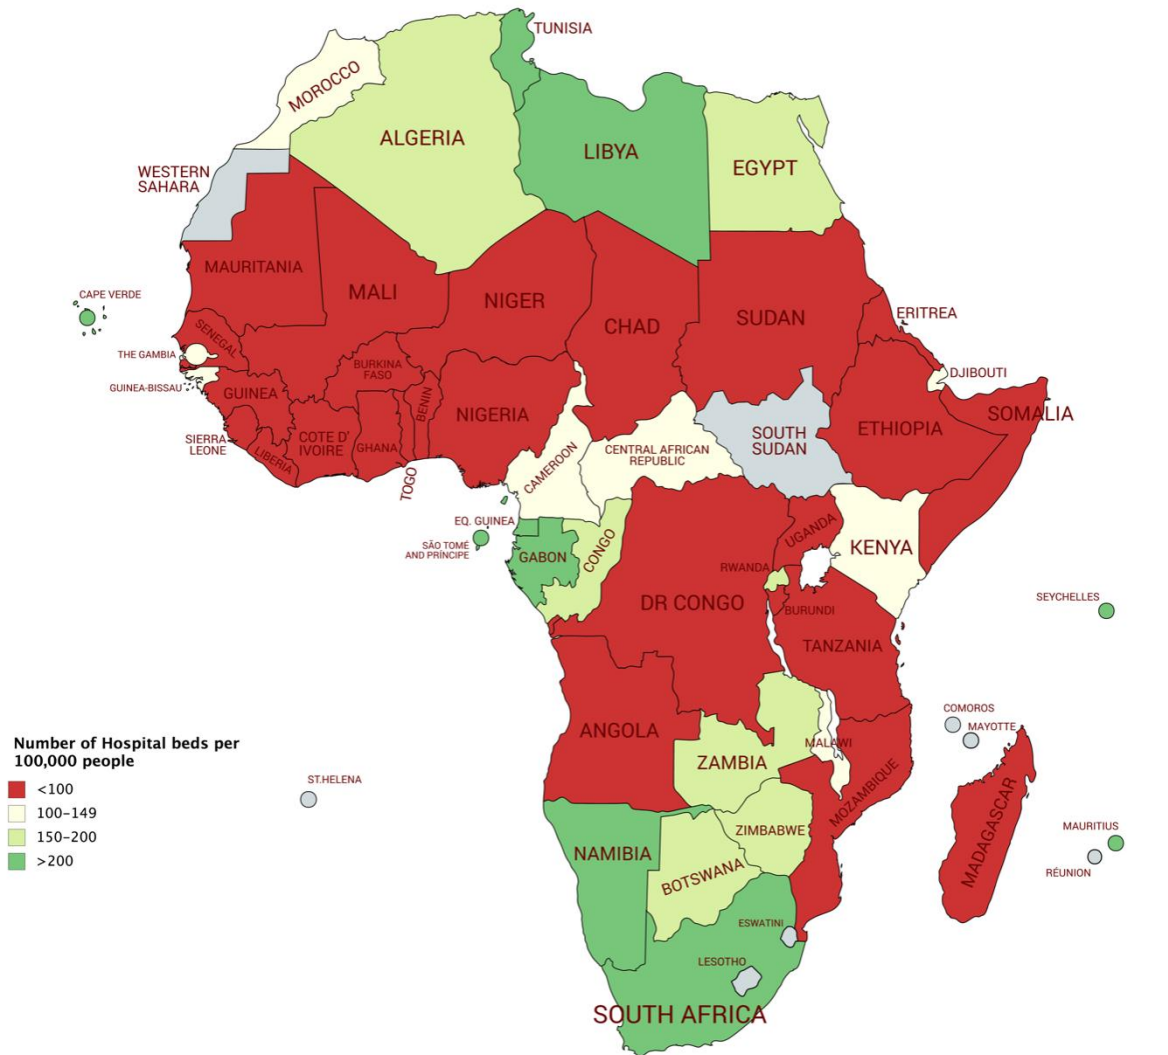 TUNISIA
MOROCCO
ALGERIA
LIBYA
EGYPT
WESTERN
SAHARA
MAURITANIA
MALI
NIGER
CHAD
SUDAN
ERITREA
CAPE VERDE
SENEGAL
THE GAMBIA
GUINEA-BISSAU
GUINEA
BURKINA
FASO
BENIN
NIGERIA
DJIBOUTI
SOMALIA
ETHIOPIA
SOUTH
SUDAN
SIERRA
LEONE
LIBERIA
COTE D'
IVOIRE
GHANA
TOGO
CAMEROON
CENTRAL AFRICAN
REPUBLIC
EQ. GUINEA
SÃO TOMÉ
AND PRÍNCIPE
GABON
CONGO
UGANDA
KENYA
RWANDA
DR CONGO
BURUNDI
TANZANIA
SEYCHELLES
COMOROS
MAYOTTE
ANGOLA
ZAMBIA
MALAWI
MOZAMBIQUE
MADAGASCAR
ST.HELENA
Number of Hospital beds per
100,000 people
<100
100–149
150–200
>200
NAMIBIA
ZIMBABWE
BOTSWANA
MAURITIUS
RÉUNION
ESWATINI
LESOTHO
SOUTH AFRICA